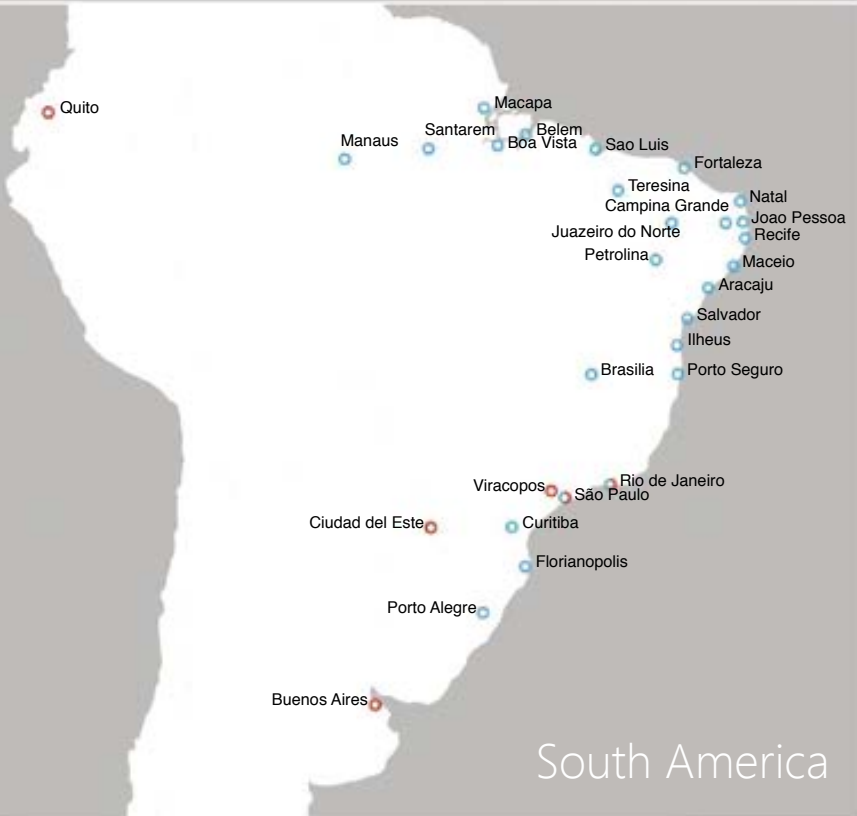 Quito
Macapa
Santarem
Belem
Manaus
Boa Vista
Sao Luis
Fortaleza
Teresina
Natal
Campina Grande
Joao Pessoa
Juazeiro do Norte
Recife
Petrolina
Maceio
Aracaju
Salvador
Ilheus
Brasilia
Porto Seguro
Rio de Janeiro
Viracopos
São Paulo
Ciudad del Este
Curitiba
Florianopolis
Porto Alegre
Buenos Aires
South America